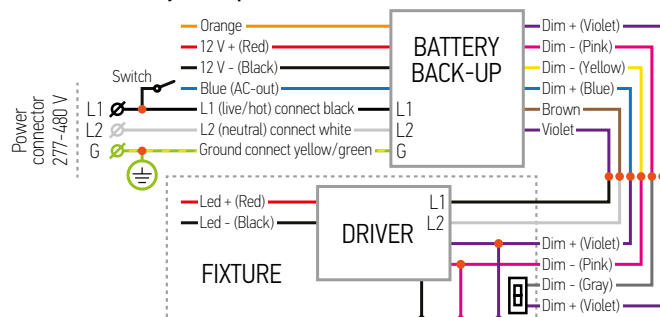 Orange
12 V + (Red)
12 V - (Black)
Switch
Blue (AC-out)
L1 (live/hot) connect black
L2 (neutral) connect white
Ground connect yellow/green
Power
connector
277-480 V
L1
L2
G
BATTERY
BACK-UP
L1
L2
G
Dim + (Violet)
Dim - (Pink)
Dim - (Yellow)
Dim + (Blue)
Brown
Violet
Led + (Red)
Led - (Black)
DRIVER
L1
L2
FIXTURE
Dim + (Violet)
Dim - (Pink)
Dim - (Gray)
Dim + (Violet)